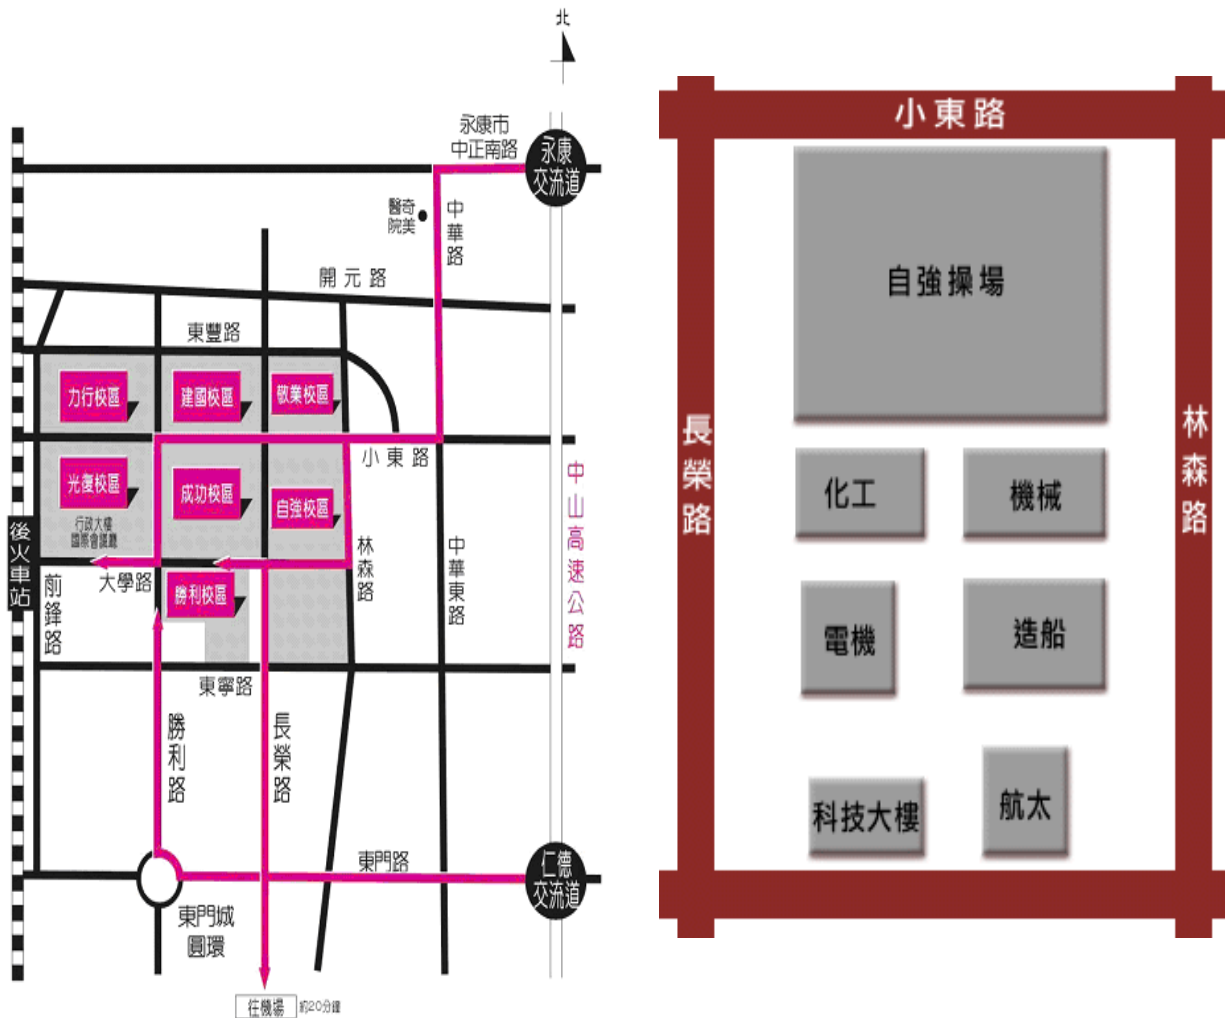 北
永康市
中正南路
永康
交流道
醫奇
院美
中華路
開元路
東豐路
力行校區
建國校區
敬業校區
小東路
光復校區
成功校區
自強校區
行政大樓
國際會議廳
中山高速公路
後火車站
大學路
林森路
中華東路
前鋒路
勝利校區
東寧路
勝利路
長榮路
東門路
仁德
交流道
東門城
圓環
往機場 約20分鐘
小東路
自強操場
長榮路
林森路
化工
機械
電機
造船
科技大樓
航太